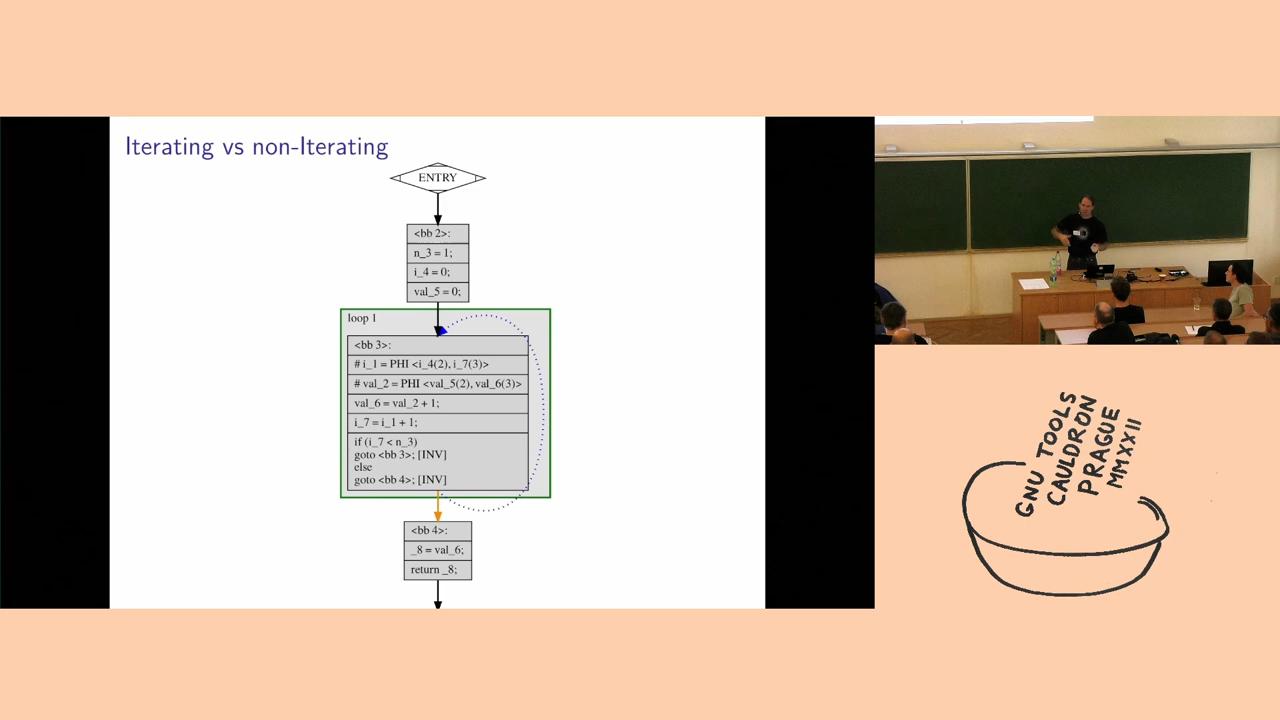 Iterating vs non-Iterating
ENTRY
<bb 2>:
n_3 = 1;
i_4 = 0;
val_5 = 0;
loop 1
<bb 3>:
# i_1 = PHI <i_4(2), i_7(3)>
# val_2 = PHI <val_5(2), val_6(3)>
val_6 = val_2 + 1;
i_7 = i_1 + 1;
if (i_7 < n_3)
goto <bb 3>; [INV]
else
goto <bb 4>; [INV]
<bb 4>:
_8 = val_6;
return _8;
GNU TOOLS
CAULDRON
PRAGUE
MMXXII